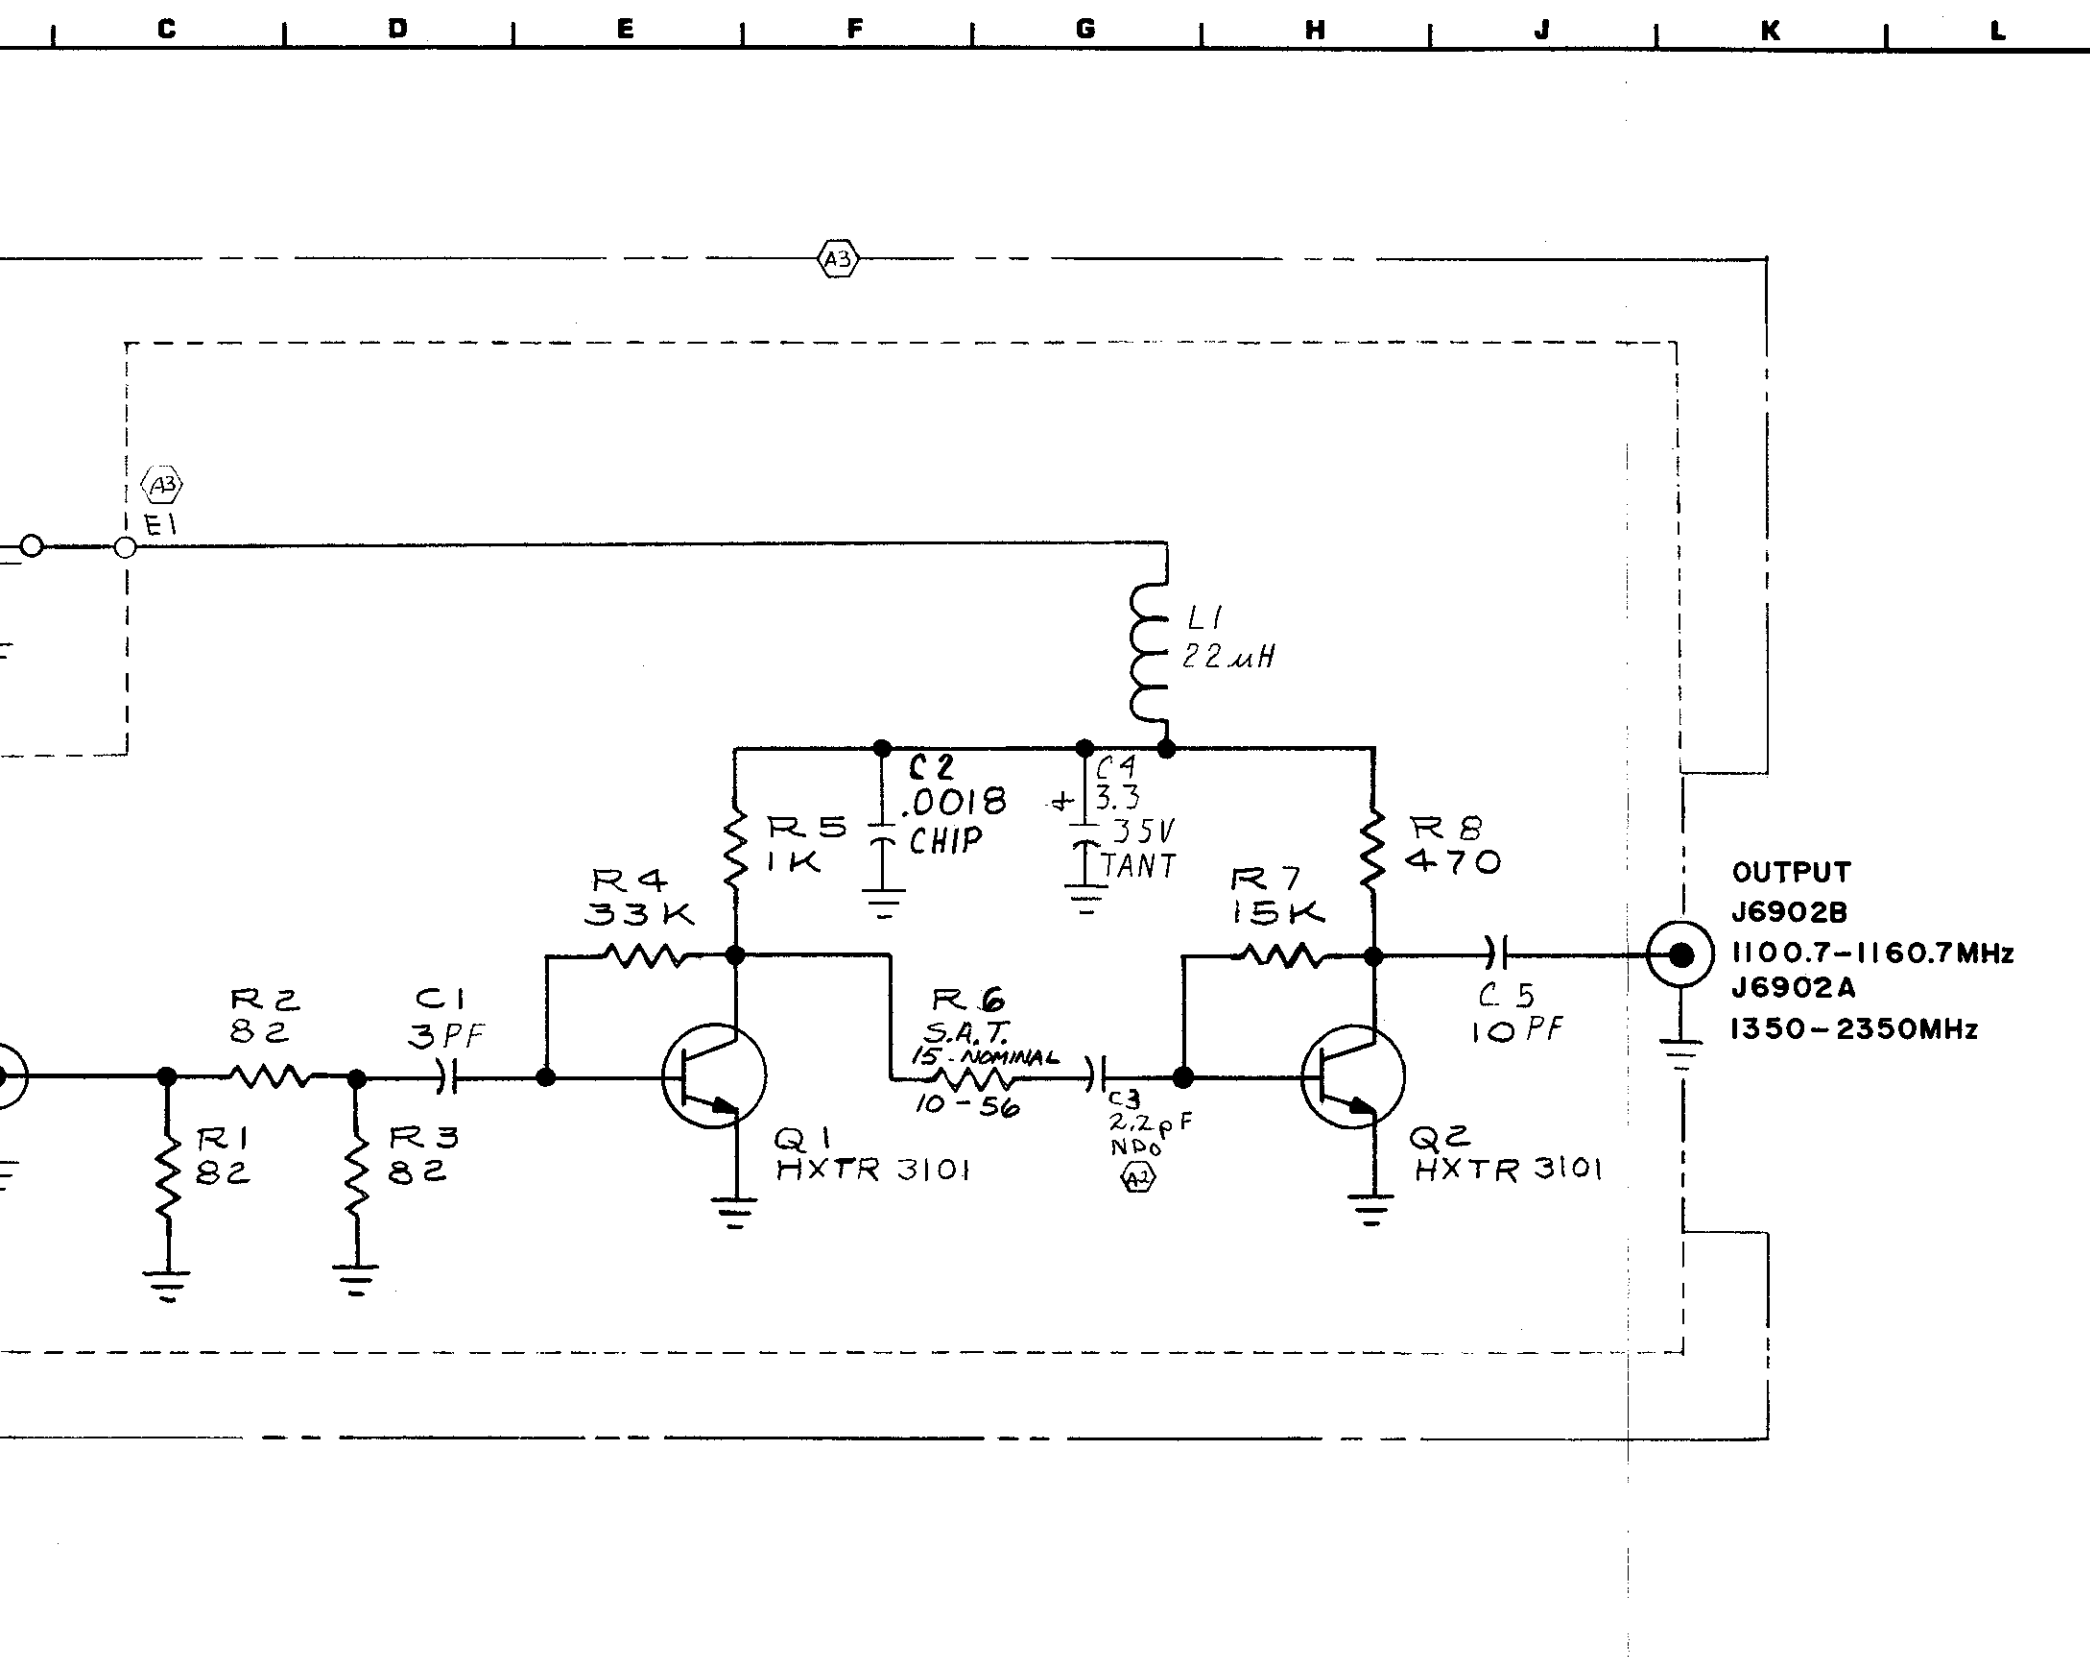 C D E F G H J K L
A3
A3
E1
L1
22uH
C2
.0018
CHIP
C4
+ 3.3
35V
TANT
R5
1K
R8
470
R4
33K
R7
15K
OUTPUT
J6902B
1100.7-1160.7MHz
J6902A
1350-2350MHz
R2
82
C1
3PF
R6
S.A.T.
15-NOMINAL
10-56
C5
10PF
C3
2.2pF
NPO
A2
R1
82
R3
82
Q1
HXTR 3101
Q2
HXTR 3101